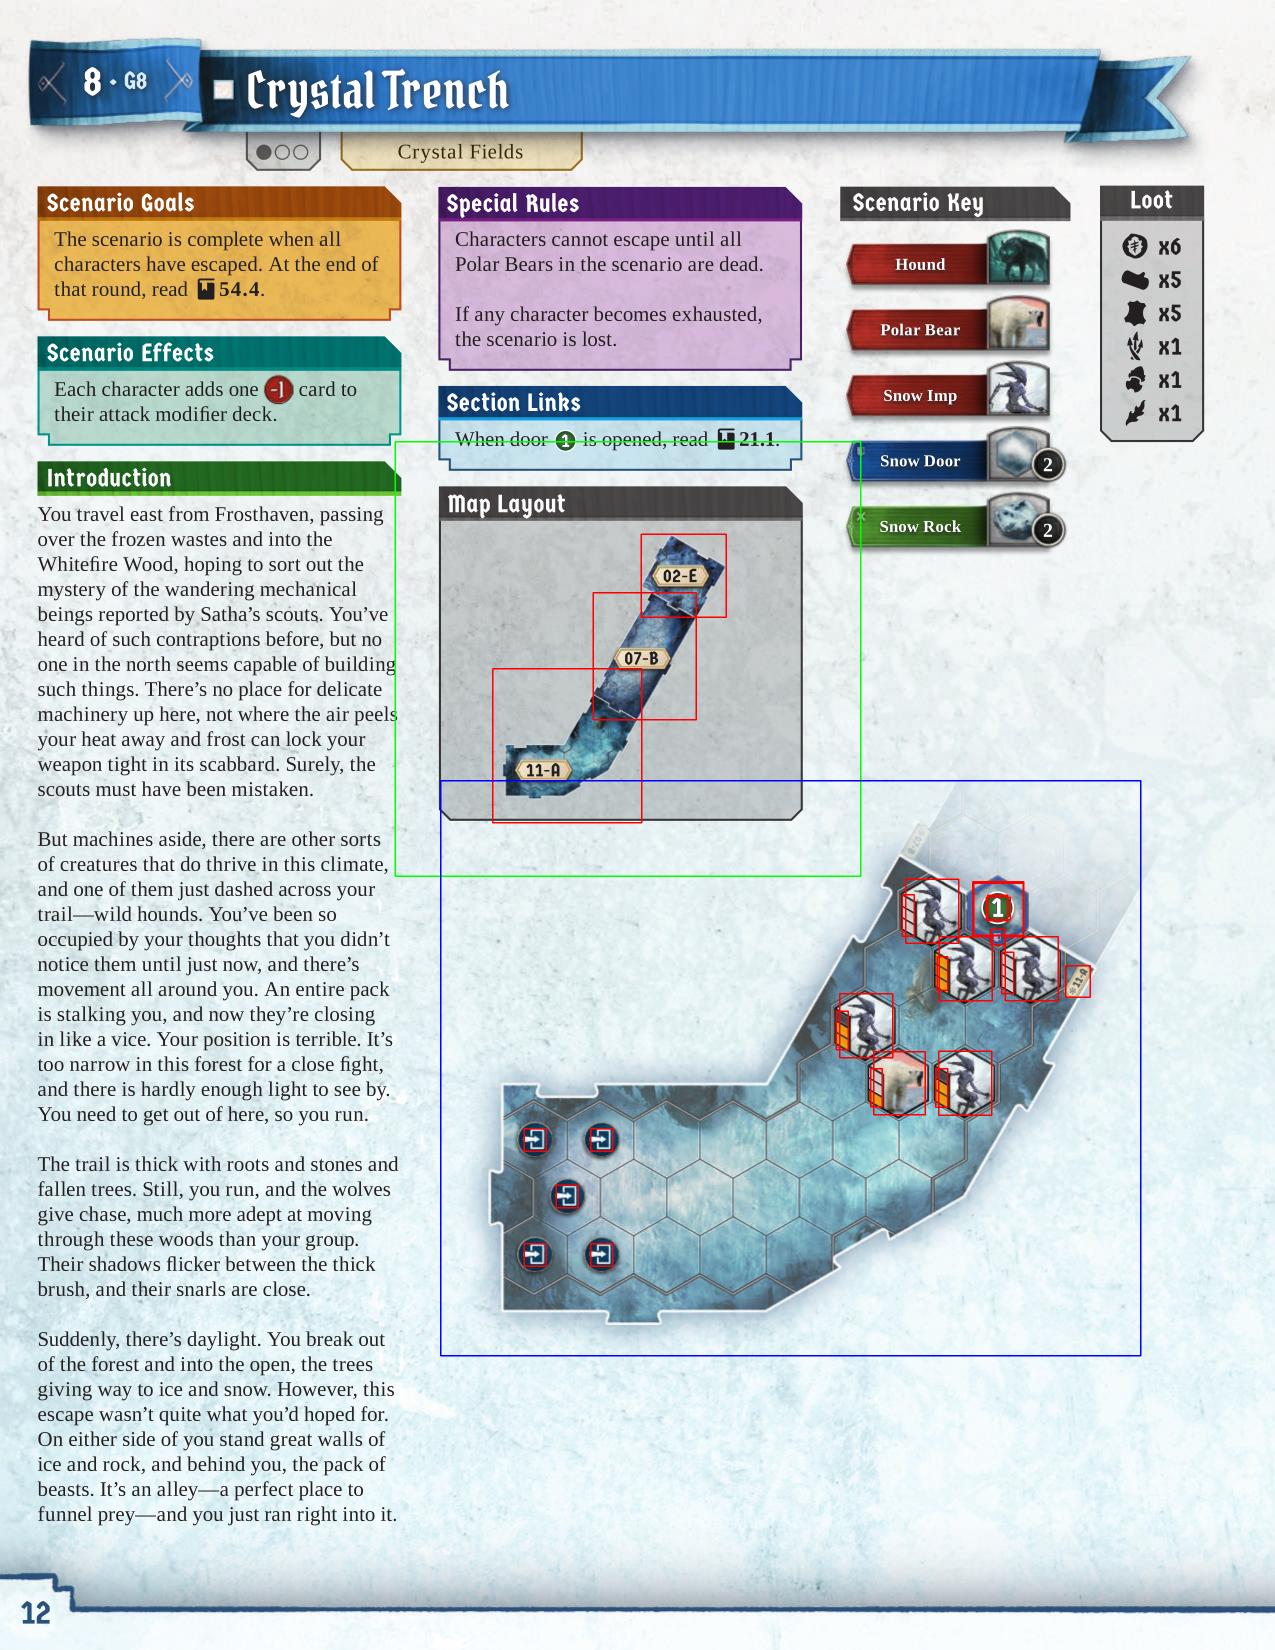 8 • G8
Crystal Trench
Crystal Fields
Scenario Goals
The scenario is complete when all
characters have escaped. At the end of
that round, read 54.4.
Scenario Effects
Each character adds one -1 card to
their attack modifier deck.
Introduction
You travel east from Frosthaven, passing
over the frozen wastes and into the
Whitefire Wood, hoping to sort out the
mystery of the wandering mechanical
beings reported by Satha’s scouts. You’ve
heard of such contraptions before, but no
one in the north seems capable of building
such things. There’s no place for delicate
machinery up here, not where the air peels
your heat away and frost can lock your
weapon tight in its scabbard. Surely, the
scouts must have been mistaken.
But machines aside, there are other sorts
of creatures that do thrive in this climate,
and one of them just dashed across your
trail—wild hounds. You’ve been so
occupied by your thoughts that you didn’t
notice them until just now, and there’s
movement all around you. An entire pack
is stalking you, and now they’re closing
in like a vice. Your position is terrible. It’s
too narrow in this forest for a close fight,
and there is hardly enough light to see by.
You need to get out of here, so you run.
The trail is thick with roots and stones and
fallen trees. Still, you run, and the wolves
give chase, much more adept at moving
through these woods than your group.
Their shadows flicker between the thick
brush, and their snarls are close.
Suddenly, there’s daylight. You break out
of the forest and into the open, the trees
giving way to ice and snow. However, this
escape wasn’t quite what you’d hoped for.
On either side of you stand great walls of
ice and rock, and behind you, the pack of
beasts. It’s an alley—a perfect place to
funnel prey—and you just ran right into it.
Special Rules
Characters cannot escape until all
Polar Bears in the scenario are dead.
If any character becomes exhausted,
the scenario is lost.
Section Links
When door 1 is opened, read 21.1.
Map Layout
02-E
07-B
11-A
Scenario Key
Hound
Polar Bear
Snow Imp
Snow Door 2
Snow Rock 2
Loot
x6
x5
x5
x1
x1
x1
1
11-A
12